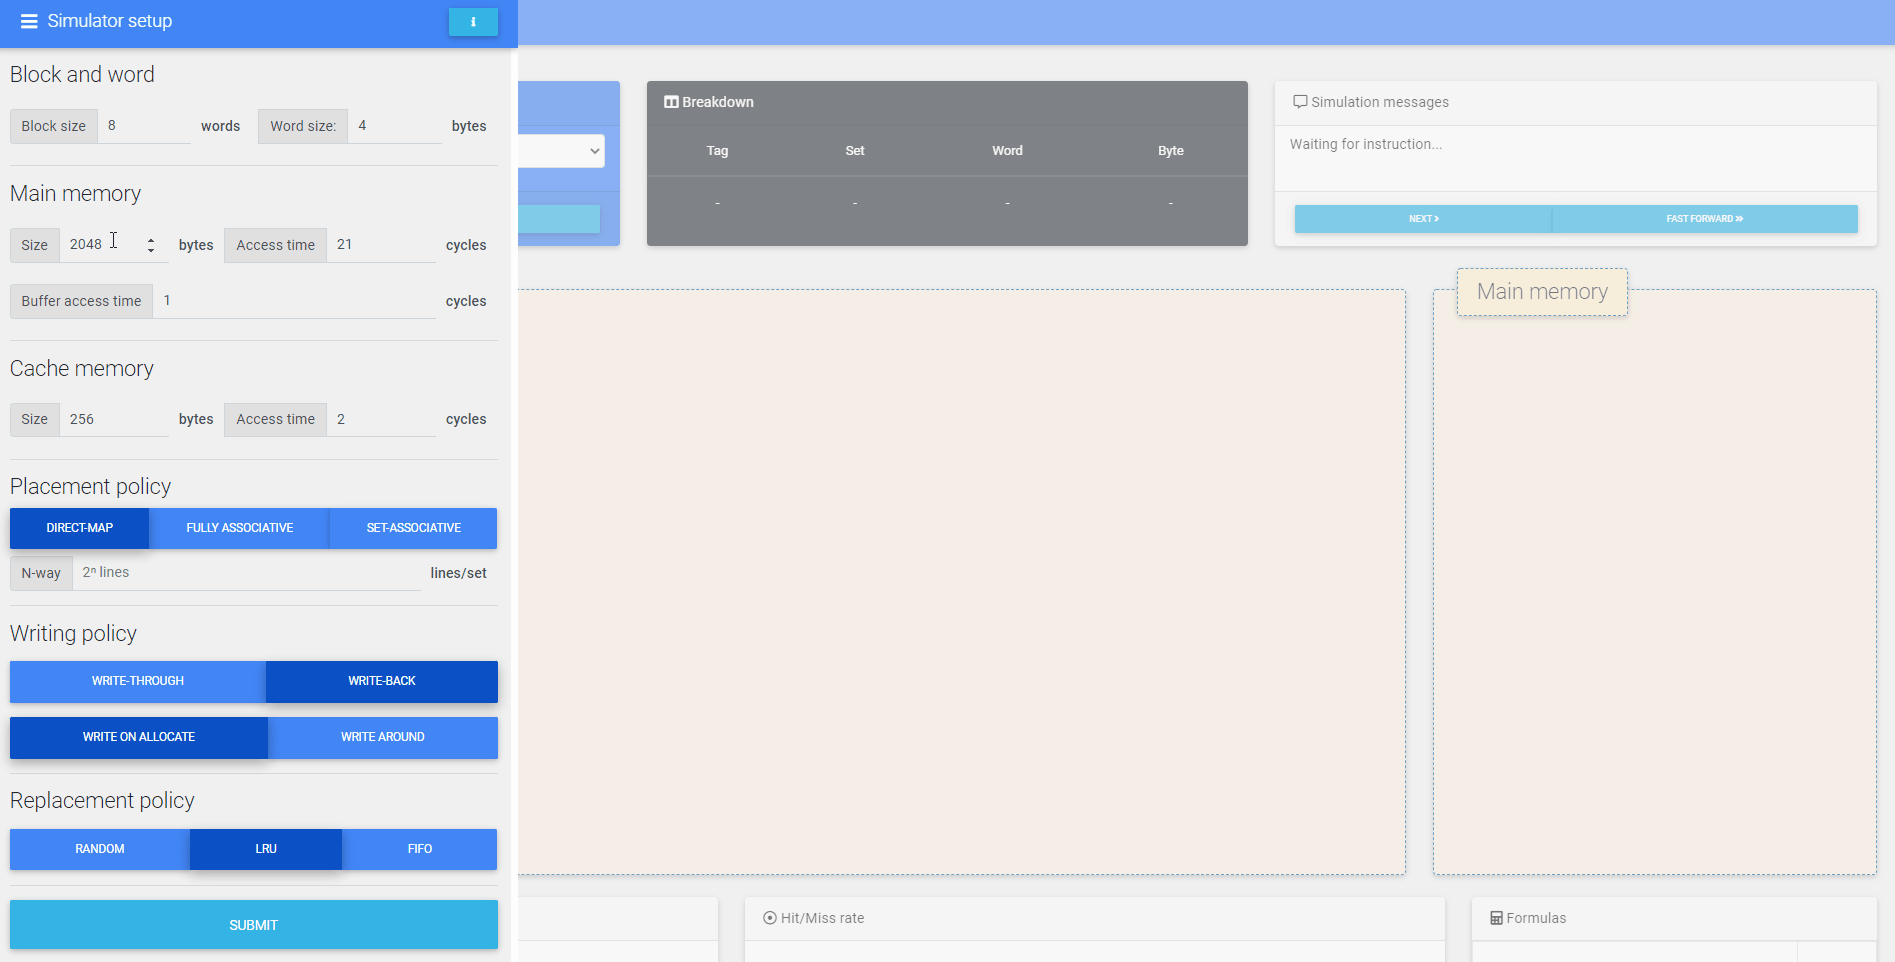 Simulator setup
i
Block and word
Block size 8 words Word size: 4 bytes
Main memory
Size 2048 bytes Access time 21 cycles
Buffer access time 1 cycles
Cache memory
Size 256 bytes Access time 2 cycles
Placement policy
DIRECT-MAP FULLY ASSOCIATIVE SET-ASSOCIATIVE
N-way 2ⁿ lines lines/set
Writing policy
WRITE-THROUGH WRITE-BACK
WRITE ON ALLOCATE WRITE AROUND
Replacement policy
RANDOM LRU FIFO
SUBMIT
Breakdown
Tag Set Word Byte
- - - -
Simulation messages
Waiting for instruction...
NEXT FAST FORWARD
Main memory
Hit/Miss rate
Formulas